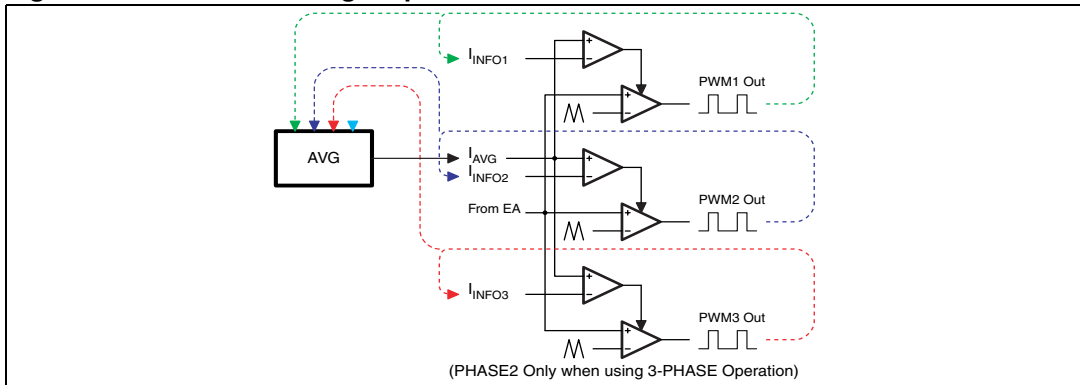 I_INFO1
PWM1 Out
AVG
I_AVG
I_INFO2
From EA
PWM2 Out
I_INFO3
PWM3 Out
(PHASE2 Only when using 3-PHASE Operation)